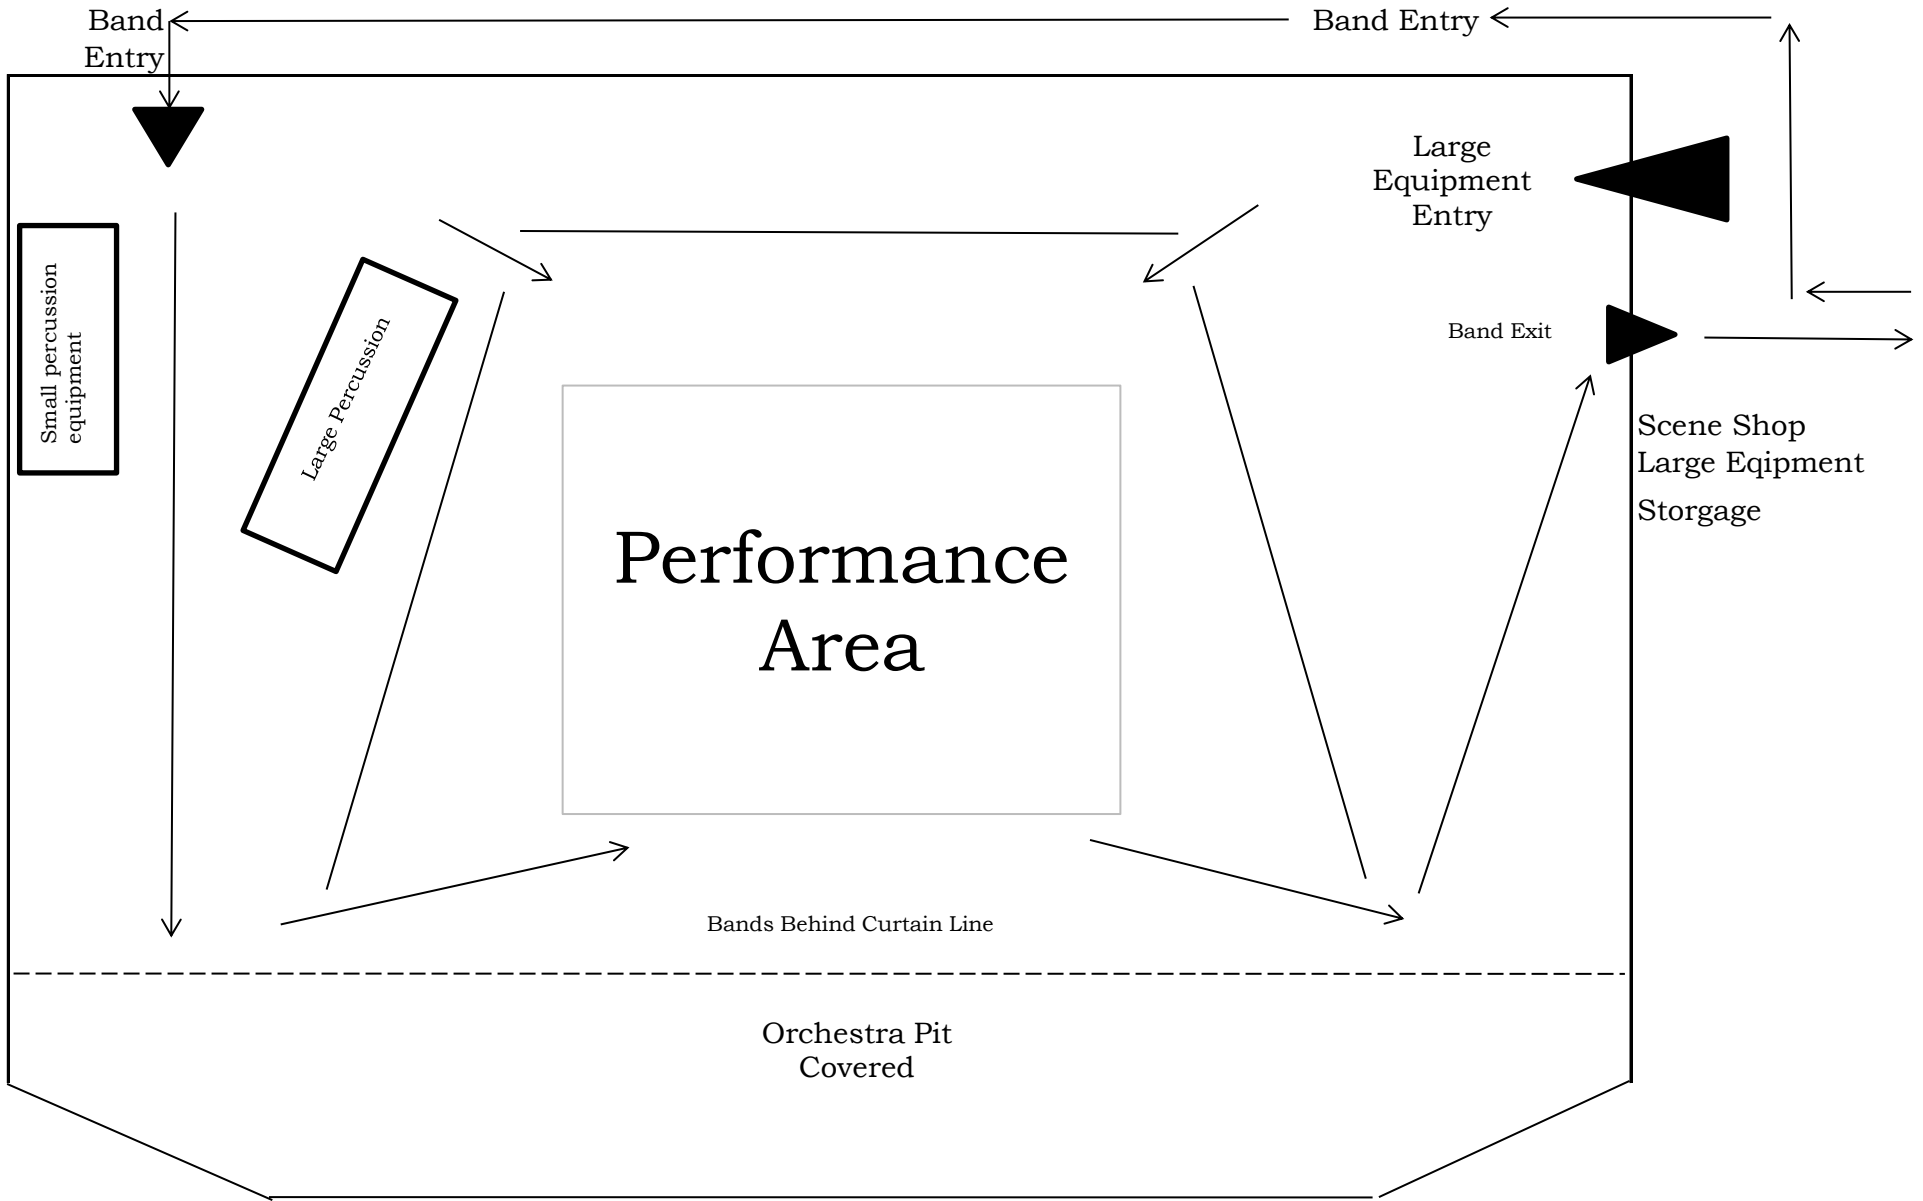 Band
Entry
Band Entry
Large
Equipment
Entry
Small percussion
equipment
Large Percussion
Band Exit
Scene Shop
Large Eqipment
Storgage
Performance
Area
Bands Behind Curtain Line
Orchestra Pit
Covered